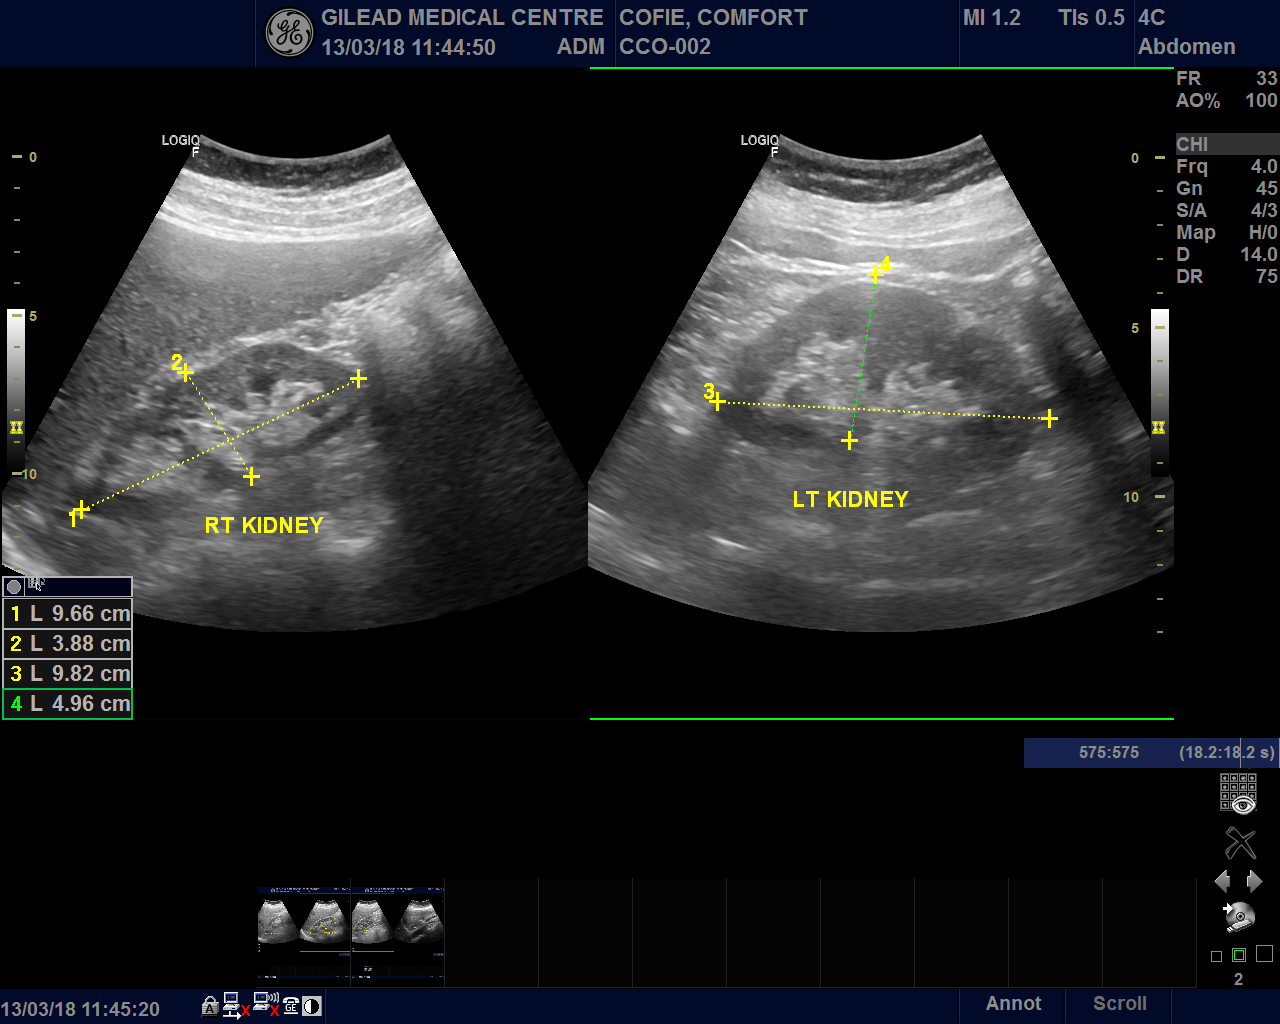 GILEAD MEDICAL CENTRE
13/03/18 11:44:50 ADM
COFIE, COMFORT
CCO-002
MI 1.2 TIs 0.5
4C
Abdomen
FR 33
AO% 100
CHI
Frq 4.0
Gn 45
S/A 4/3
Map H/0
D 14.0
DR 75
LOGIQ
F
0
5
10
2
1
RT KIDNEY
LOGIQ
F
0
5
10
4
3
LT KIDNEY
1 L 9.66 cm
2 L 3.88 cm
3 L 9.82 cm
4 L 4.96 cm
575:575 (18.2:18.2 s)
2
13/03/18 11:45:20
A
GE
Annot
Scroll